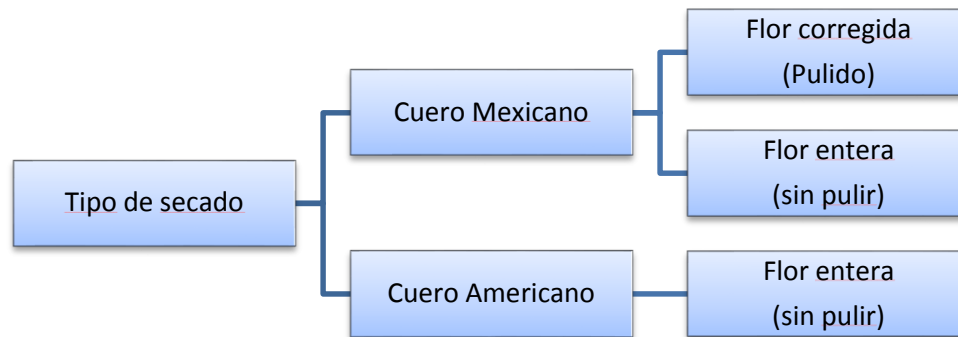 Tipo de secado
Cuero Mexicano
Flor corregida
(Pulido)
Flor entera
(sin pulir)
Cuero Americano
Flor entera
(sin pulir)